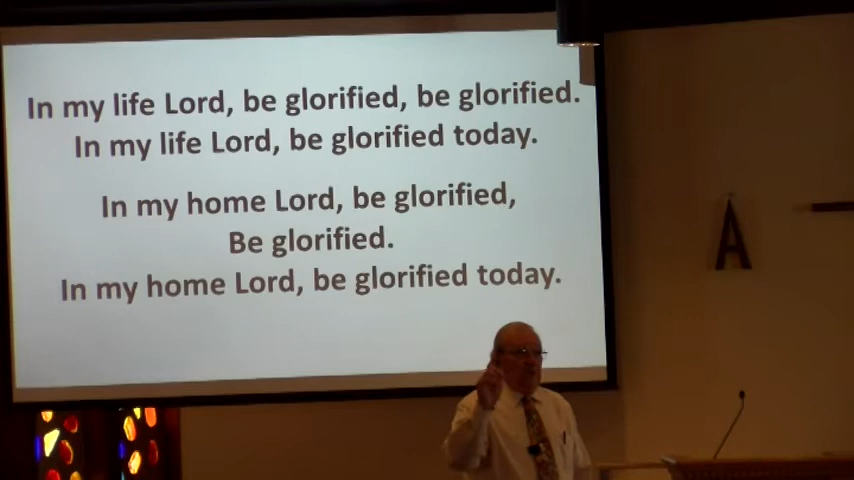 In my life Lord, be glorified, be glorified.
In my life Lord, be glorified today.
In my home Lord, be glorified,
Be glorified.
In my home Lord, be glorified today.
A